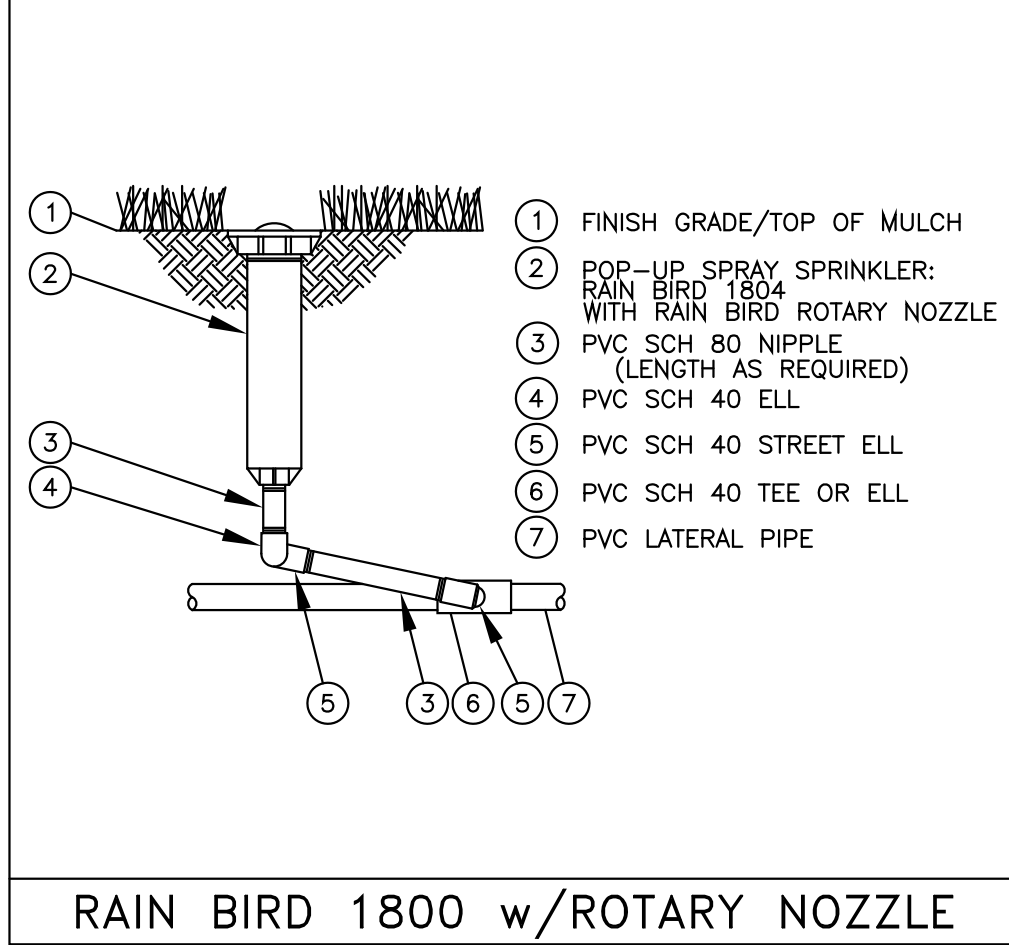 1 FINISH GRADE/TOP OF MULCH
2 POP-UP SPRAY SPRINKLER:
RAIN BIRD 1804
WITH RAIN BIRD ROTARY NOZZLE
3 PVC SCH 80 NIPPLE
(LENGTH AS REQUIRED)
4 PVC SCH 40 ELL
5 PVC SCH 40 STREET ELL
6 PVC SCH 40 TEE OR ELL
7 PVC LATERAL PIPE
1
2
3
4
5 3 6 5 7
RAIN BIRD 1800 w/ROTARY NOZZLE